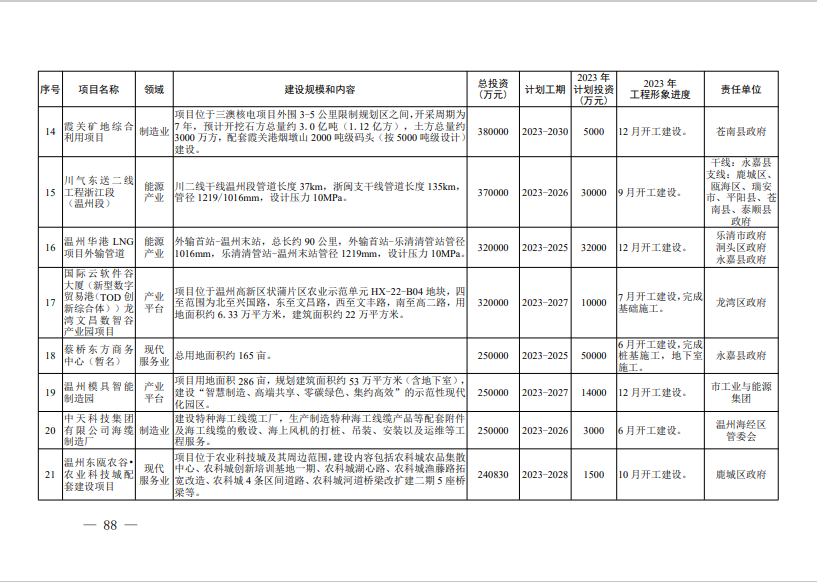 序号 项目名称 领域 建设规模和内容 总投资（万元） 计划工期 2023 年计划投资（万元） 2023 年工程形象进度 责任单位
14 霞关矿地综合利用项目 制造业 项目位于三澳核电项目外围 3-5 公里限制规划区之间，开采周期为 7 年，预计开挖石方总量约 3.0 亿吨（1.12 亿方），土方总量约 3000 万方，配套霞关港烟墩山 2000 吨级码头（按 5000 吨级设计）建设。 380000 2023-2030 5000 12 月开工建设。 苍南县政府
15 川气东送二线工程浙江段（温州段） 能源产业 川二线干线温州段管道长度 37km，浙闽支干线管道长度 135km，管径 1219/1016mm，设计压力 10MPa。 370000 2023-2026 30000 9 月开工建设。 干线：永嘉县 支线：鹿城区、瓯海区、瑞安市、平阳县、苍南县、泰顺县政府
16 温州华港 LNG 项目外输管道 能源产业 外输首站-温州末站，总长约 90 公里，外输首站-乐清清管站管径 1016mm，乐清清管站-温州末站管径 1219mm，设计压力 10MPa。 320000 2023-2025 32000 12 月开工建设。 乐清市政府 洞头区政府 永嘉县政府
17 国际云软件谷大厦（新型数字贸易港（TOD 创新综合体））龙湾文昌数智谷产业园项目 产业平台 项目位于温州高新区状蒲片区农业示范单元 HX-22-B04 地块，四至范围为北至兴国路，东至文昌路，西至文丰路，南至高二路，用地面积约 6.33 万平方米，建筑面积约 22 万平方米。 320000 2023-2027 10000 7 月开工建设，完成基础施工。 龙湾区政府
18 蔡桥东方商务中心（暂名） 现代服务业 总用地面积约 165 亩。 250000 2023-2025 50000 6 月开工建设，完成桩基施工，地下室施工。 永嘉县政府
19 温州模具智能制造园 产业平台 项目用地面积 286 亩，规划建筑面积约 53 万平方米（含地下室），建设“智慧制造、高端共享、零碳绿色、集约高效”的示范性现代化园区。 250000 2023-2027 14000 12 月开工建设。 市工业与能源集团
20 中天科技集团有限公司海缆制造厂 制造业 建设特种海工线缆工厂，生产制造特种海工线缆产品等配套附件及海工线缆的敷设、海上风机的打桩、吊装、安装以及运维等工程服务。 250000 2023-2026 3000 6 月开工建设。 温州海经区管委会
21 温州东瓯农谷·农业科技城配套建设项目 现代服务业 项目位于农业科技城及其周边范围，建设内容包括农科城农品集散中心、农科城创新培训基地一期、农科城湖心路、农科城渔藤路拓宽改造、农科城 4 条区间道路、农科城河道桥梁改扩建二期 5 座桥梁等。 240830 2023-2028 1500 10 月开工建设。 鹿城区政府
— 88 —